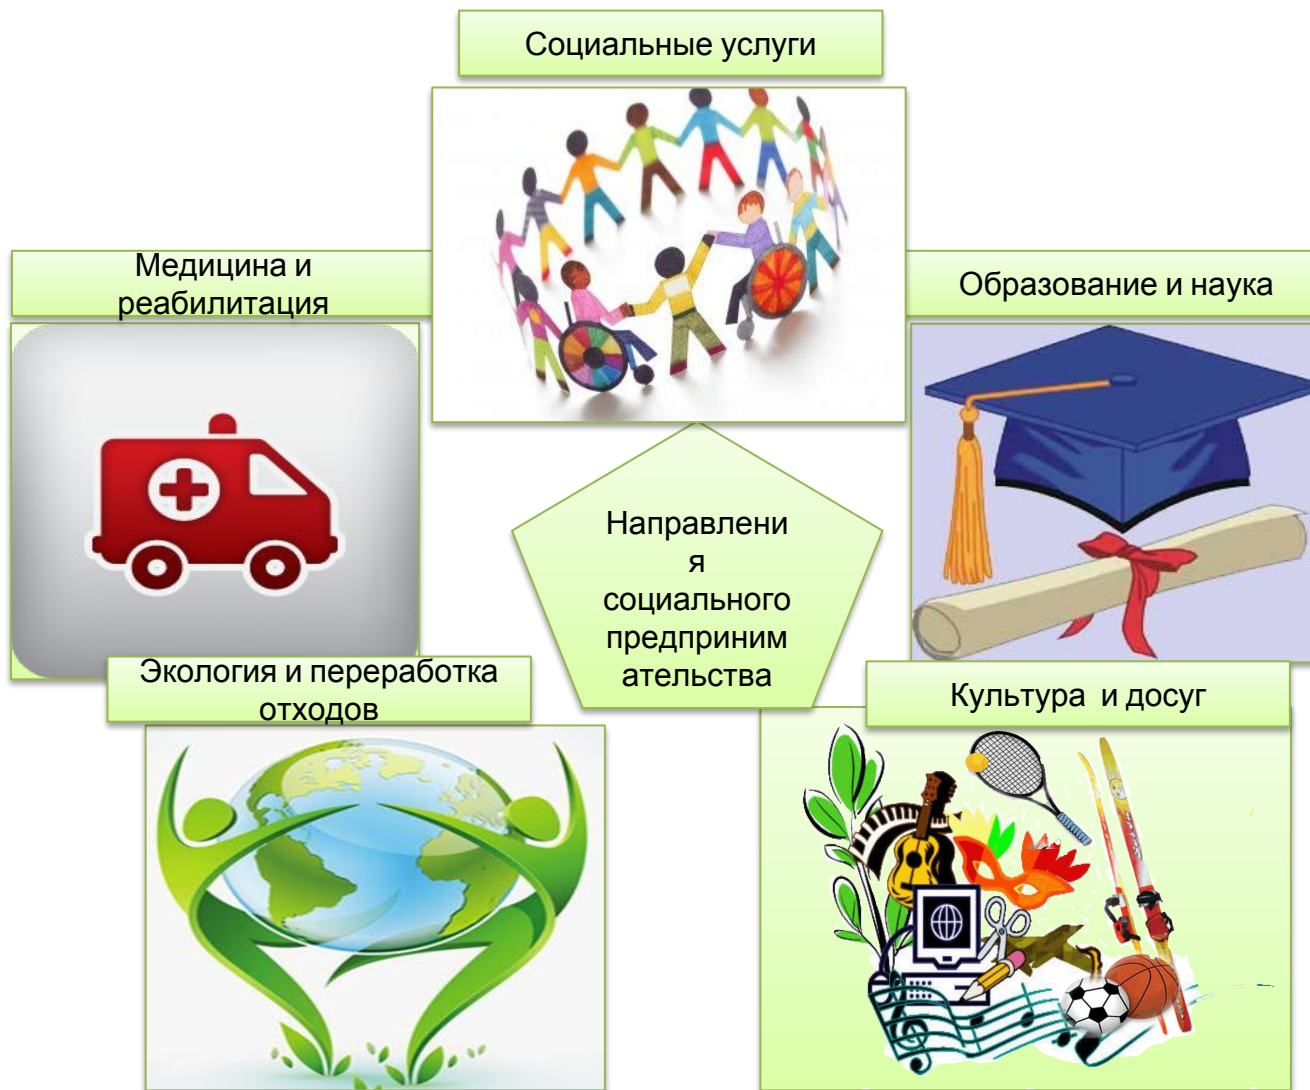 Социальные услуги
Медицина и
реабилитация
Образование и наука
Направлени
я
социального
предприним
ательства
Экология и переработка
отходов
Культура и досуг